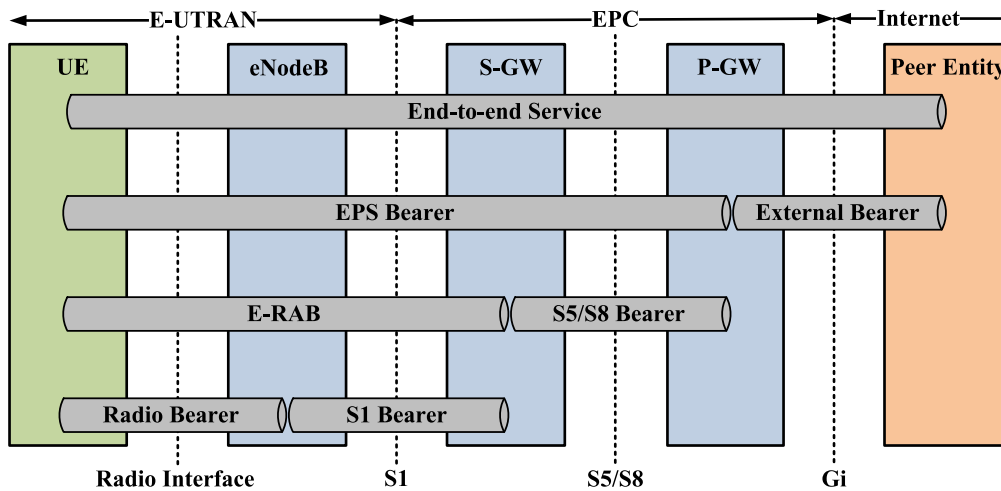 E-UTRAN EPC Internet
UE eNodeB S-GW P-GW Peer Entity
End-to-end Service
EPS Bearer External Bearer
E-RAB S5/S8 Bearer
Radio Bearer S1 Bearer
Radio Interface S1 S5/S8 Gi